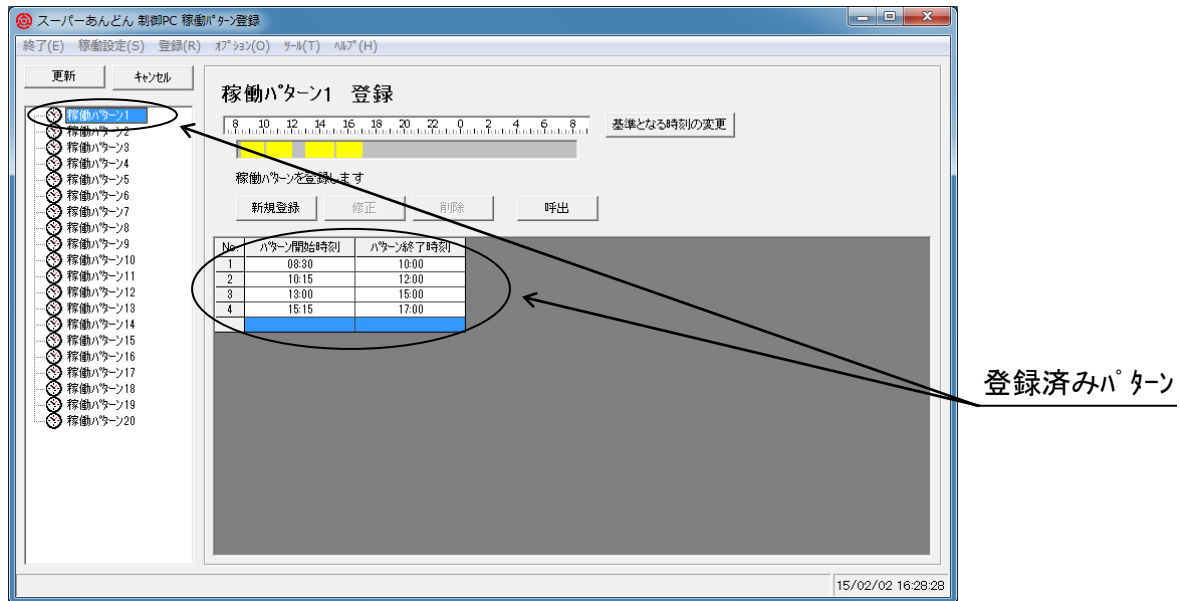 スーパーあんどん 制御PC 稼働ﾊﾟﾀｰﾝ登録
終了(E) 稼働設定(S) 登録(R) ｵﾌﾟｼｮﾝ(O) ﾂｰﾙ(T) ﾍﾙﾌﾟ(H)
更新 ｷｬﾝｾﾙ
稼働ﾊﾟﾀｰﾝ1
稼働ﾊﾟﾀｰﾝ2
稼働ﾊﾟﾀｰﾝ3
稼働ﾊﾟﾀｰﾝ4
稼働ﾊﾟﾀｰﾝ5
稼働ﾊﾟﾀｰﾝ6
稼働ﾊﾟﾀｰﾝ7
稼働ﾊﾟﾀｰﾝ8
稼働ﾊﾟﾀｰﾝ9
稼働ﾊﾟﾀｰﾝ10
稼働ﾊﾟﾀｰﾝ11
稼働ﾊﾟﾀｰﾝ12
稼働ﾊﾟﾀｰﾝ13
稼働ﾊﾟﾀｰﾝ14
稼働ﾊﾟﾀｰﾝ15
稼働ﾊﾟﾀｰﾝ16
稼働ﾊﾟﾀｰﾝ17
稼働ﾊﾟﾀｰﾝ18
稼働ﾊﾟﾀｰﾝ19
稼働ﾊﾟﾀｰﾝ20
稼働パターン1 登録
8 10 12 14 16 18 20 22 0 2 4 6 8 基準となる時刻の変更
稼働ﾊﾟﾀｰﾝを登録します
新規登録 修正 削除 呼出
No. ﾊﾟﾀｰﾝ開始時刻 ﾊﾟﾀｰﾝ終了時刻
1 08:30 10:00
2 10:15 12:00
3 13:00 15:00
4 15:15 17:00
登録済みﾊﾟﾀｰﾝ
15/02/02 16:28:28